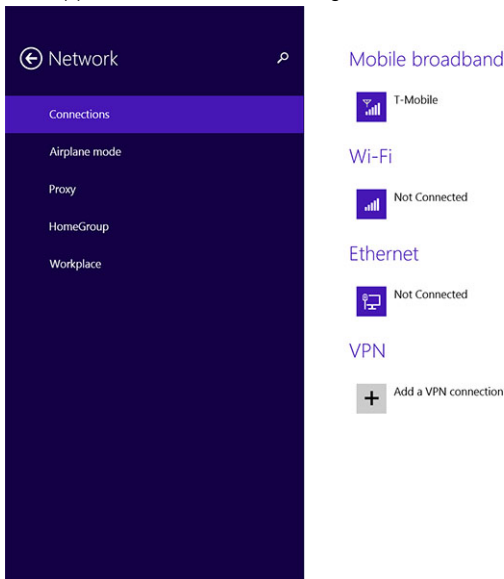 Network
Connections
Airplane mode
Proxy
HomeGroup
Workplace
Mobile broadband
T-Mobile
Wi-Fi
Not Connected
Ethernet
Not Connected
VPN
Add a VPN connection